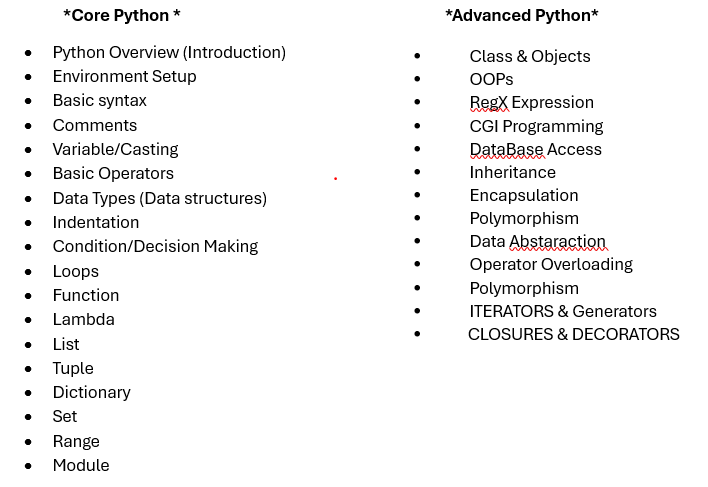 *Core Python *
• Python Overview (Introduction)
• Environment Setup
• Basic syntax
• Comments
• Variable/Casting
• Basic Operators
• Data Types (Data structures)
• Indentation
• Condition/Decision Making
• Loops
• Function
• Lambda
• List
• Tuple
• Dictionary
• Set
• Range
• Module
*Advanced Python*
• Class & Objects
• OOPs
• RegX Expression
• CGI Programming
• DataBase Access
• Inheritance
• Encapsulation
• Polymorphism
• Data Abstaraction
• Operator Overloading
• Polymorphism
• ITERATORS & Generators
• CLOSURES & DECORATORS